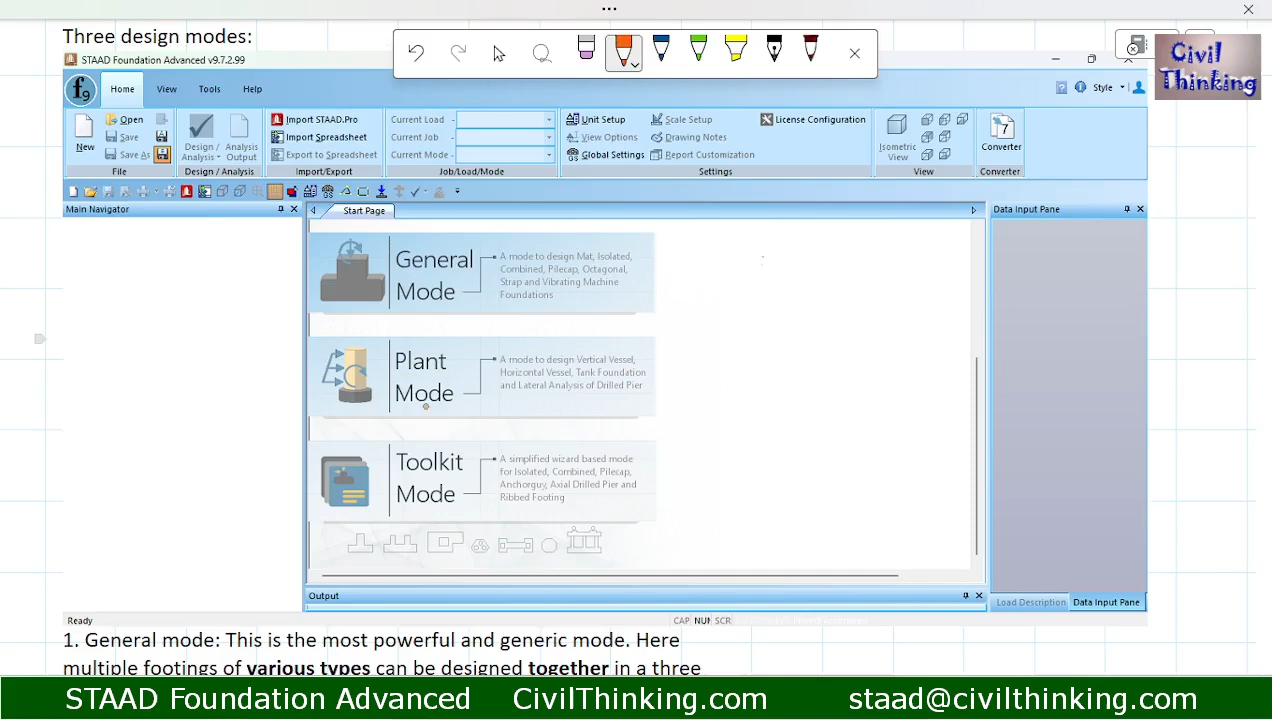 Three design modes:
STAAD Foundation Advanced v9.7.2.99
Civil
Thinking
f9
Home View Tools Help
Style
New
Open
Save
Save As
File
Design /
Analysis
Analysis
Output
Design / Analysis
Import STAAD.Pro
Import Spreadsheet
Export to Spreadsheet
Import/Export
Current Load
Current Job
Current Mode
Job/Load/Mode
Unit Setup
View Options
Global Settings
Scale Setup
Drawing Notes
Report Customization
License Configuration
Settings
Isometric
View
View
7
Converter
Converter
Main Navigator
Start Page
Data Input Pane
General
Mode
A mode to design Mat, Isolated,
Combined, Pilecap, Octagonal,
Strap and Vibrating Machine
Foundations
Plant
Mode
A mode to design Vertical Vessel,
Horizontal Vessel, Tank Foundation
and Lateral Analysis of Drilled Pier
Toolkit
Mode
A simplified wizard based mode
for Isolated, Combined, Pilecap,
Anchorguy, Axial Drilled Pier and
Ribbed Footing
Output
Load Description Data Input Pane
Ready
CAP NUM SCR
1. General mode: This is the most powerful and generic mode. Here
multiple footings of various types can be designed together in a three
STAAD Foundation Advanced CivilThinking.com staad@civilthinking.com